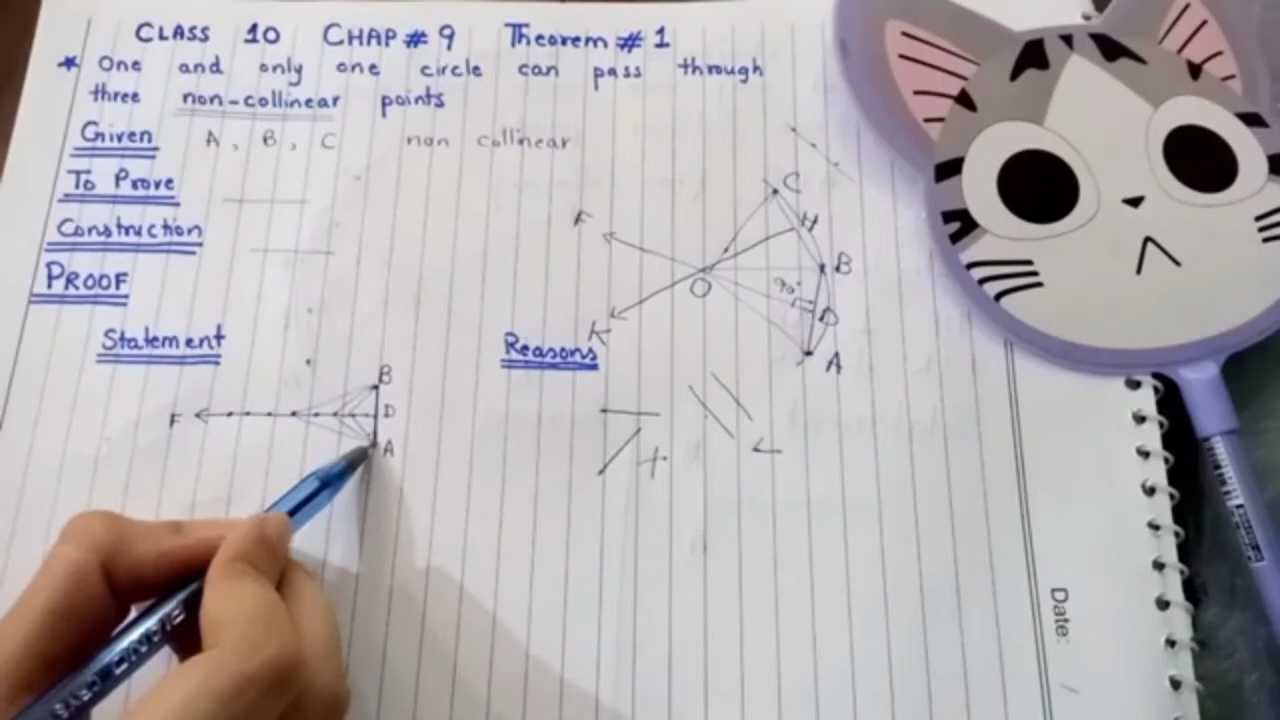 CLASS 10 CHAP # 9 Theorem # 1
* One and only one circle can pass through
three non-collinear points
Given A, B, C non collinear
To Prove
Construction
PROOF
Statement
Reasons
F
B
D
A
C
H
F
B
O
90°
D
K
A
Date:
PIANO